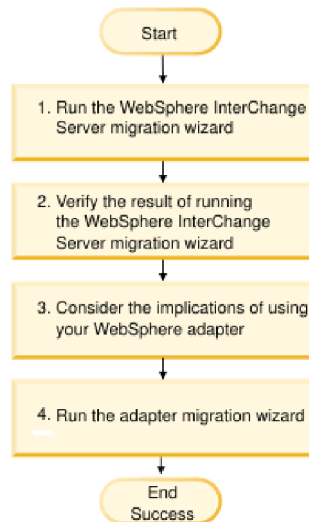 Start
1. Run the WebSphere InterChange
Server migration wizard
2. Verify the result of running
the WebSphere InterChange
Server migration wizard
3. Consider the implications of using
your WebSphere adapter
4. Run the adapter migration wizard
End
Success